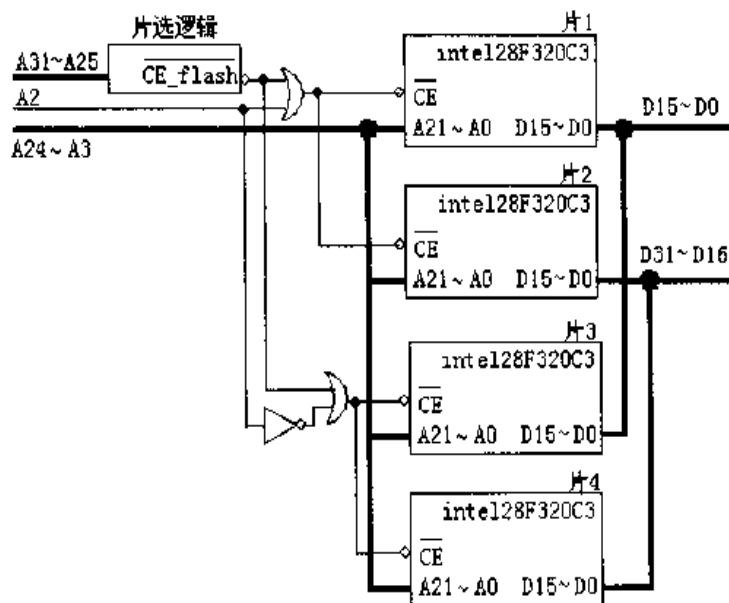 片选逻辑
片1
A31~A25
CE_flash
A2
A24~A3
intel28F320C3
CE
A21~A0 D15~D0
D15~D0
片2
intel28F320C3
CE
A21~A0 D15~D0
D31~D16
片3
intel28F320C3
CE
A21~A0 D15~D0
片4
intel28F320C3
CE
A21~A0 D15~D0